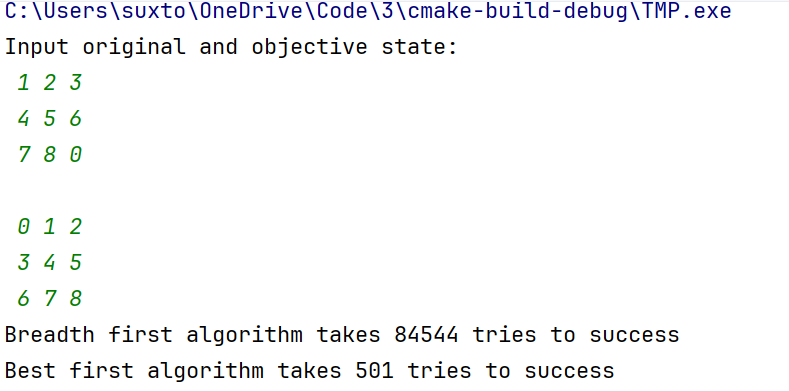 C:\Users\suxto\OneDrive\Code\3\cmake-build-debug\TMP.exe
Input original and objective state:
1 2 3
4 5 6
7 8 0
0 1 2
3 4 5
6 7 8
Breadth first algorithm takes 84544 tries to success
Best first algorithm takes 501 tries to success